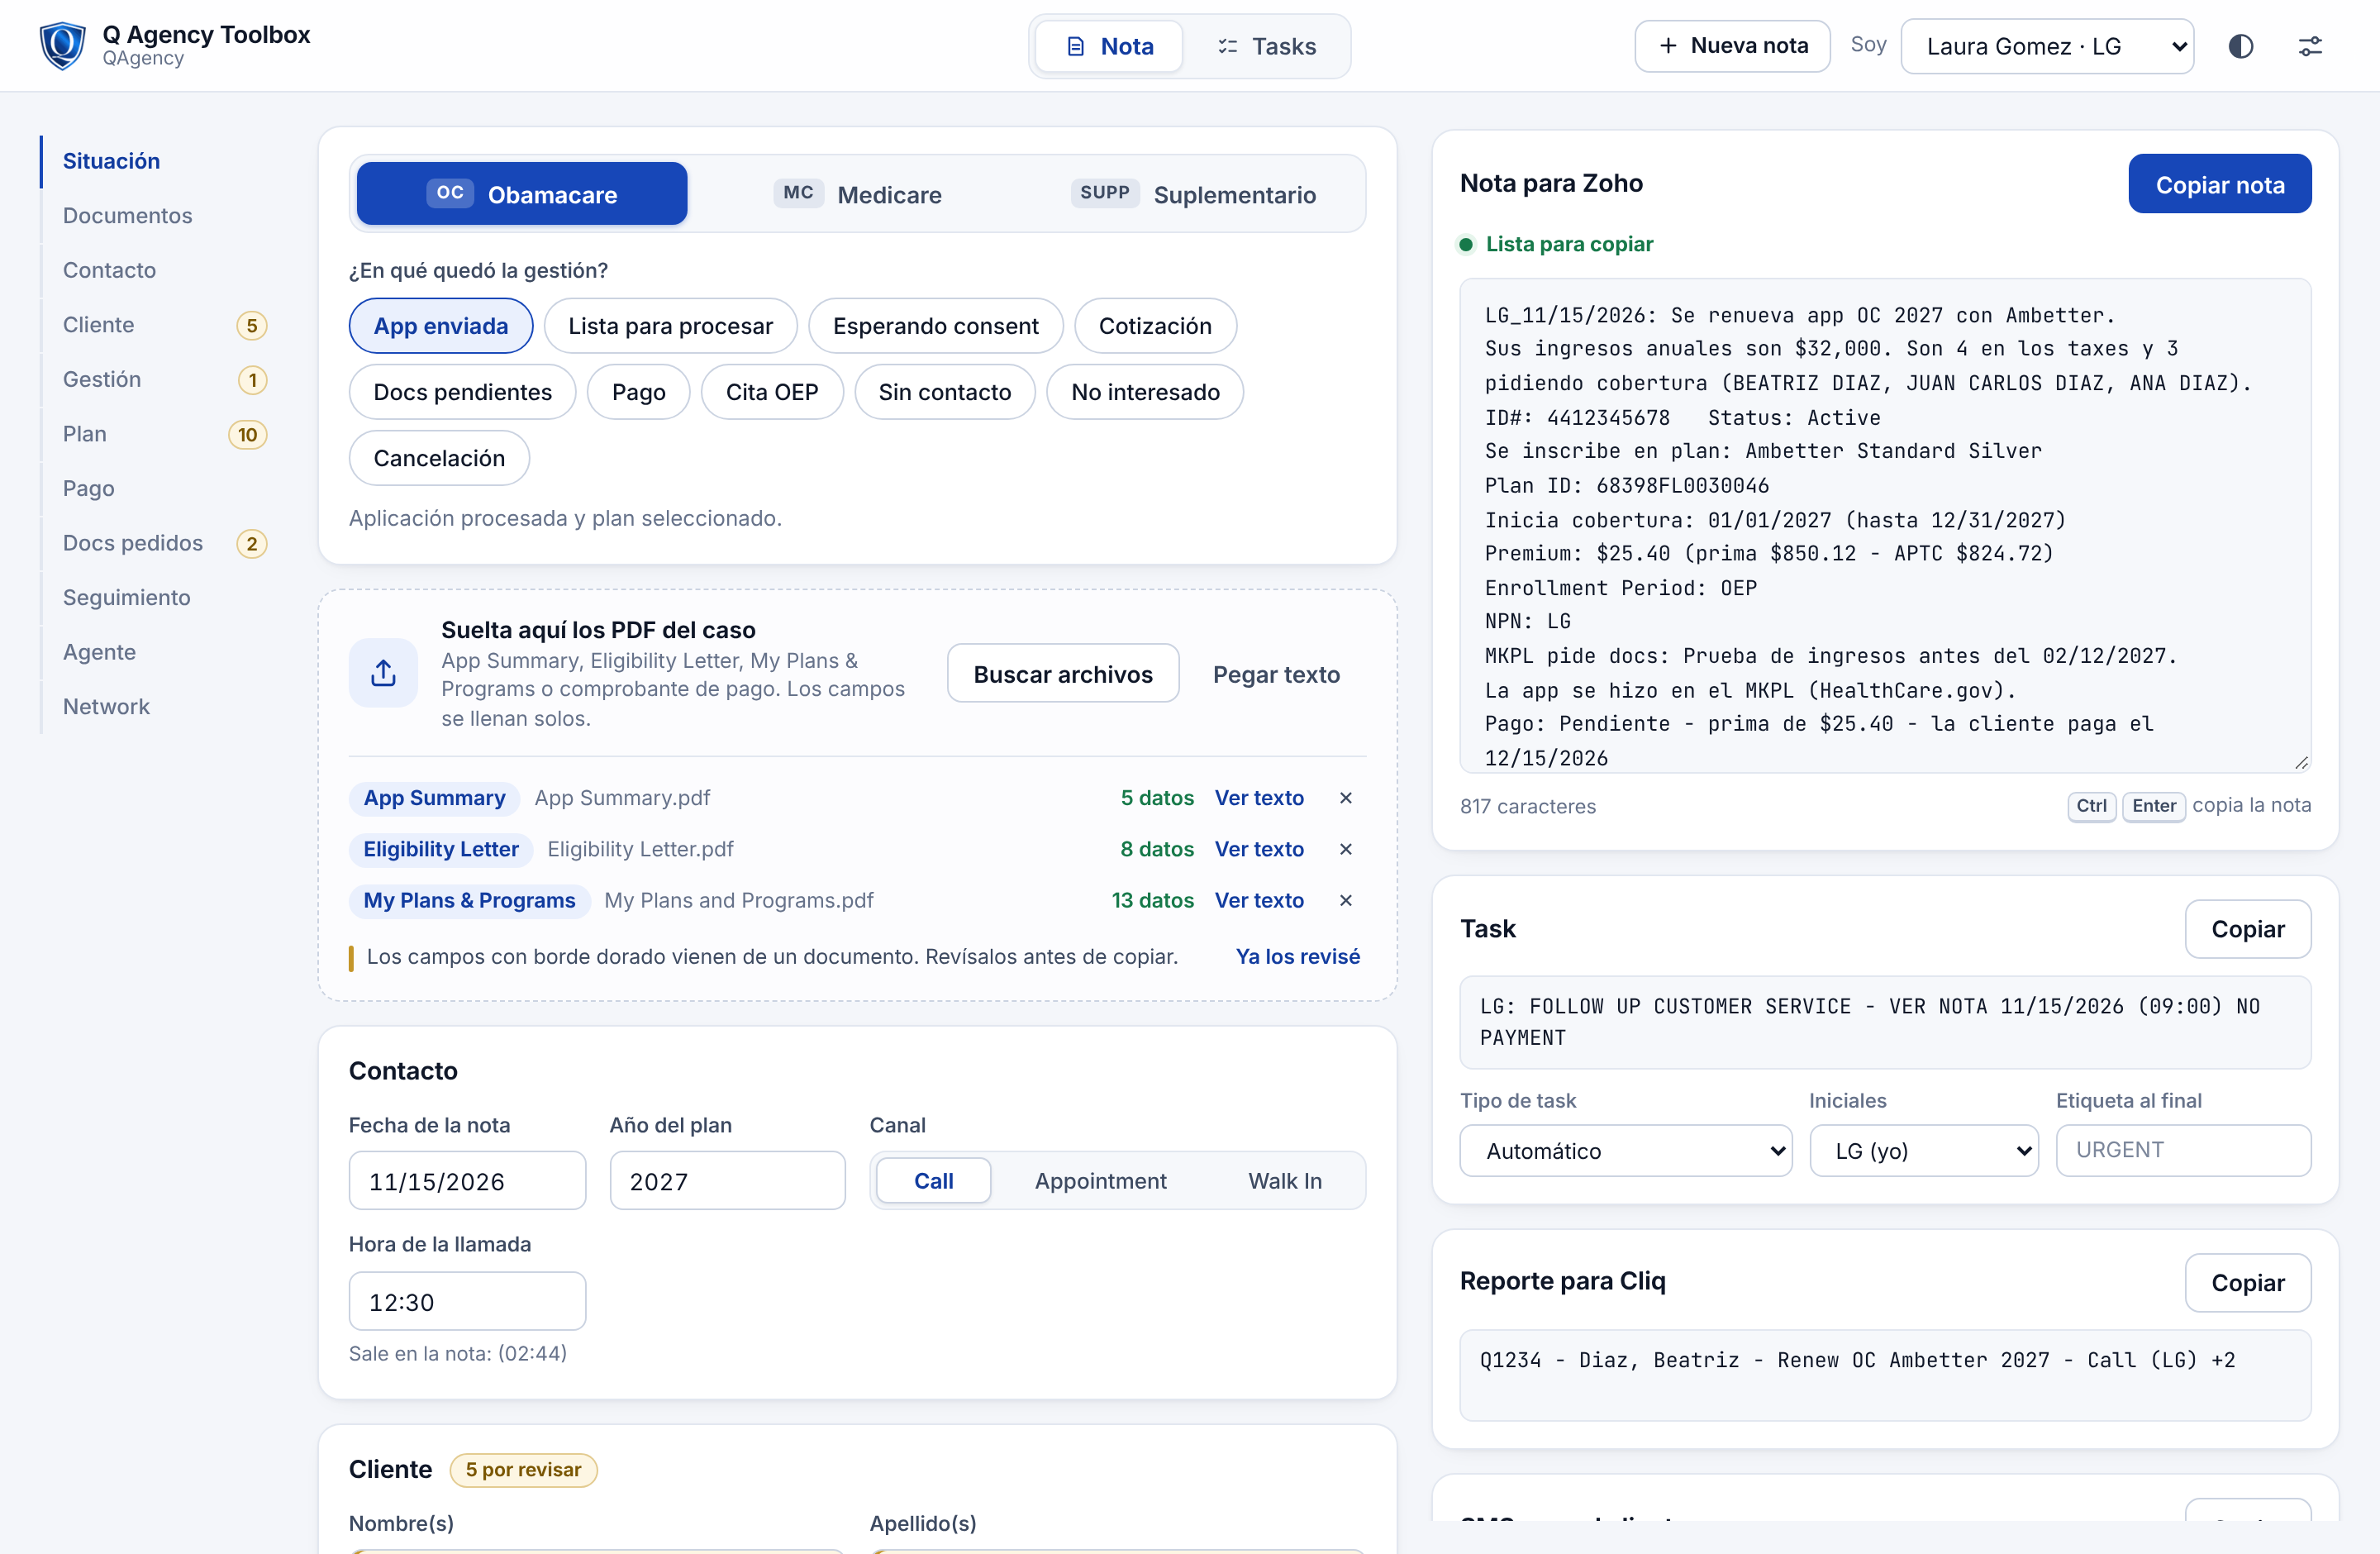 Q Agency Toolbox
QAgency
Nota
Tasks
+ Nueva nota
Soy
Laura Gomez · LG
Situación
Documentos
Contacto
Cliente 5
Gestión 1
Plan 10
Pago
Docs pedidos 2
Seguimiento
Agente
Network
OC Obamacare
MC Medicare
SUPP Suplementario
¿En qué quedó la gestión?
App enviada
Lista para procesar
Esperando consent
Cotización
Docs pendientes
Pago
Cita OEP
Sin contacto
No interesado
Cancelación
Aplicación procesada y plan seleccionado.
Suelta aquí los PDF del caso
App Summary, Eligibility Letter, My Plans &
Programs o comprobante de pago. Los campos
se llenan solos.
Buscar archivos
Pegar texto
App Summary App Summary.pdf 5 datos Ver texto ×
Eligibility Letter Eligibility Letter.pdf 8 datos Ver texto ×
My Plans & Programs My Plans and Programs.pdf 13 datos Ver texto ×
Los campos con borde dorado vienen de un documento. Revísalos antes de copiar.
Ya los revisé
Contacto
Fecha de la nota
11/15/2026
Año del plan
2027
Canal
Call
Appointment
Walk In
Hora de la llamada
12:30
Sale en la nota: (02:44)
Cliente 5 por revisar
Nombre(s)
Apellido(s)
Nota para Zoho
Copiar nota
Lista para copiar
LG_11/15/2026: Se renueva app OC 2027 con Ambetter.
Sus ingresos anuales son $32,000. Son 4 en los taxes y 3
pidiendo cobertura (BEATRIZ DIAZ, JUAN CARLOS DIAZ, ANA DIAZ).
ID#: 4412345678   Status: Active
Se inscribe en plan: Ambetter Standard Silver
Plan ID: 68398FL0030046
Inicia cobertura: 01/01/2027 (hasta 12/31/2027)
Premium: $25.40 (prima $850.12 - APTC $824.72)
Enrollment Period: OEP
NPN: LG
MKPL pide docs: Prueba de ingresos antes del 02/12/2027.
La app se hizo en el MKPL (HealthCare.gov).
Pago: Pendiente - prima de $25.40 - la cliente paga el
12/15/2026
817 caracteres
Ctrl Enter copia la nota
Task
Copiar
LG: FOLLOW UP CUSTOMER SERVICE - VER NOTA 11/15/2026 (09:00) NO
PAYMENT
Tipo de task
Automático
Iniciales
LG (yo)
Etiqueta al final
URGENT
Reporte para Cliq
Copiar
Q1234 - Diaz, Beatriz - Renew OC Ambetter 2027 - Call (LG) +2